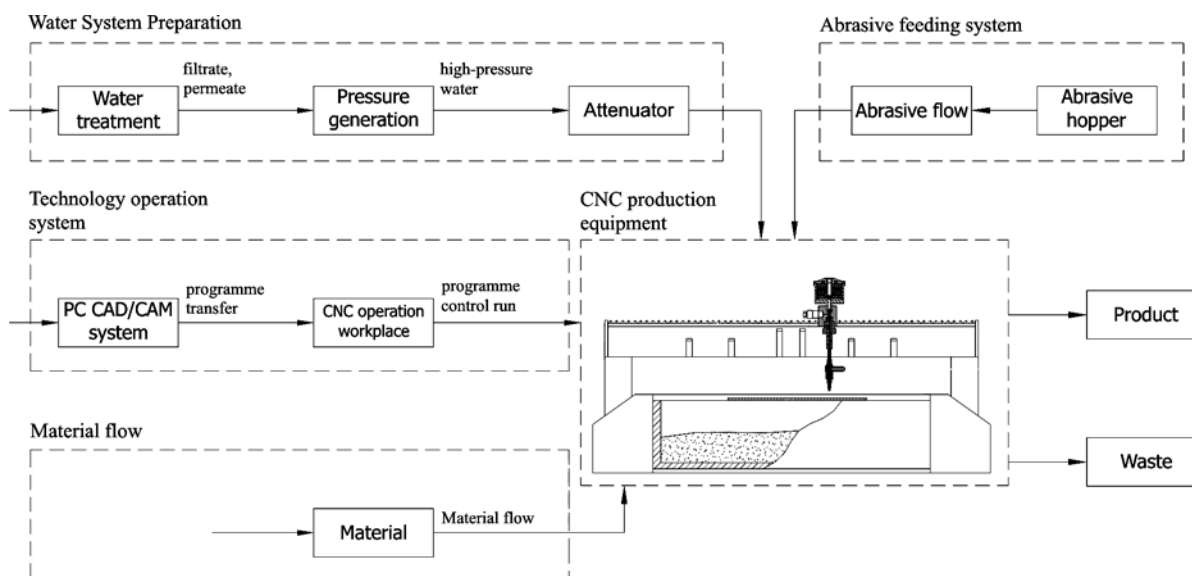 Water System Preparation
Abrasive feeding system
filtrate,
permeate
high-pressure
water
Water
treatment
Pressure
generation
Attenuator
Abrasive flow
Abrasive
hopper
Technology operation
system
CNC production
equipment
programme
transfer
programme
control run
PC CAD/CAM
system
CNC operation
workplace
Product
Material flow
Waste
Material
Material flow